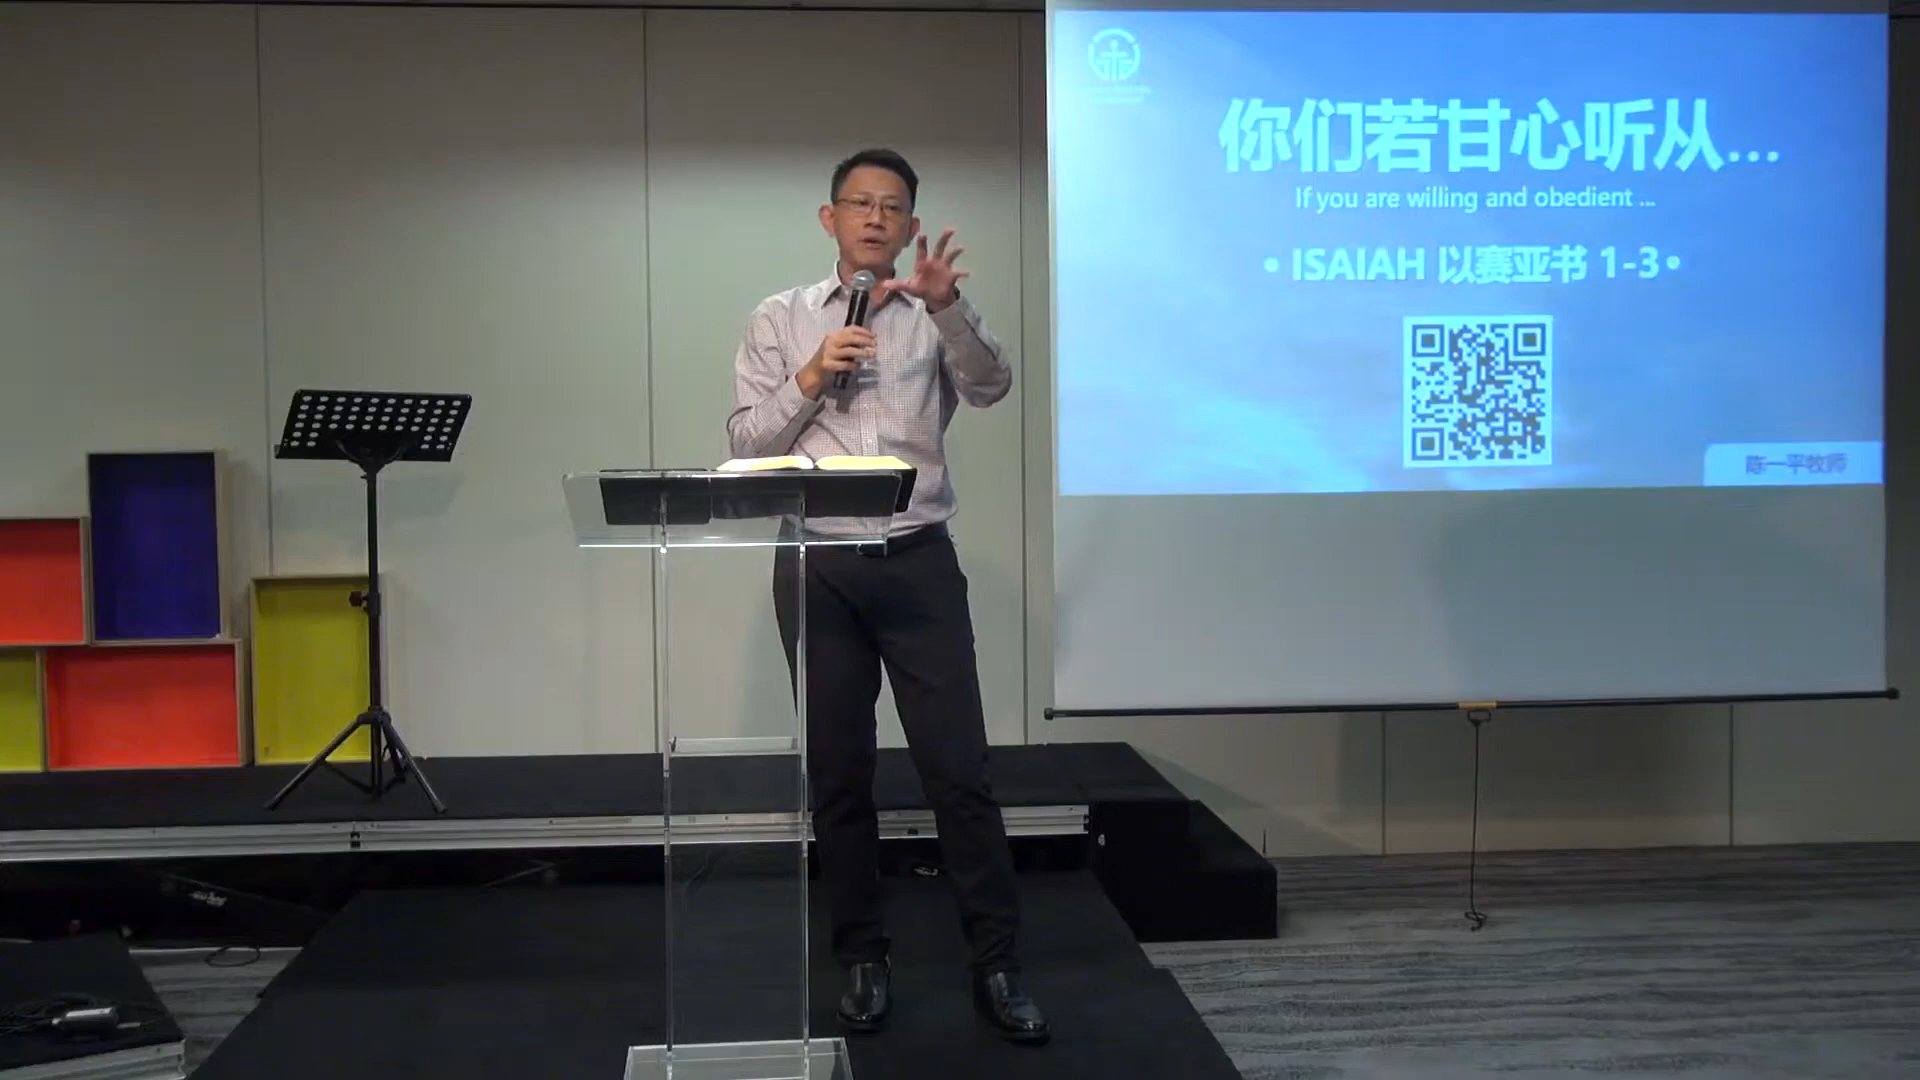 你们若甘心听从...
If you are willing and obedient ...
• ISAIAH 以赛亚书 1-3 •
陈一平牧师